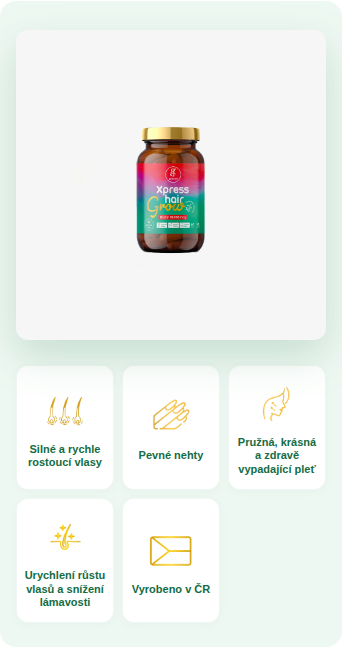 Xpress
hair
Grow
Silné a rychle
rostoucí vlasy
Pevné nehty
Pružná, krásná
a zdravě
vypadající pleť
Urychlení růstu
vlasů a snížení
lámavosti
Vyrobeno v ČR